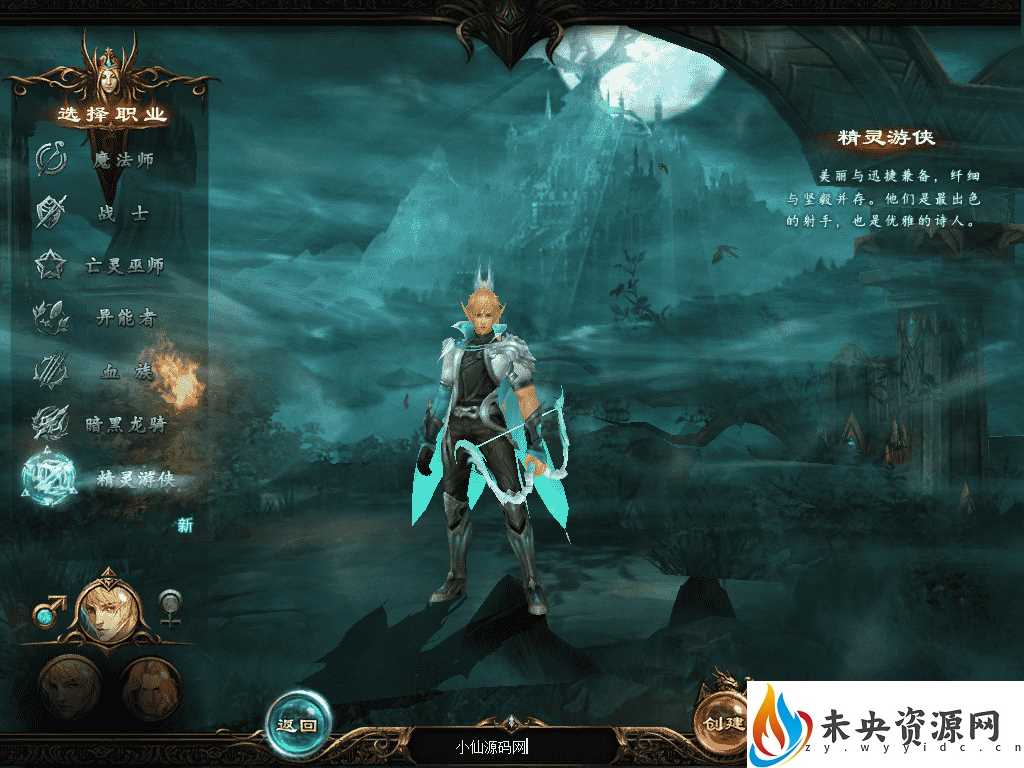 选择职业
魔法师
战士
亡灵巫师
异能者
血族
暗黑龙骑
精灵游侠
新
精灵游侠
美丽与迅捷兼备，纤细
与坚毅并存。他们是最出色
的射手，也是优雅的诗人。
返回
小仙源码网
创建
未央资源网
zy.wyyidc.cn